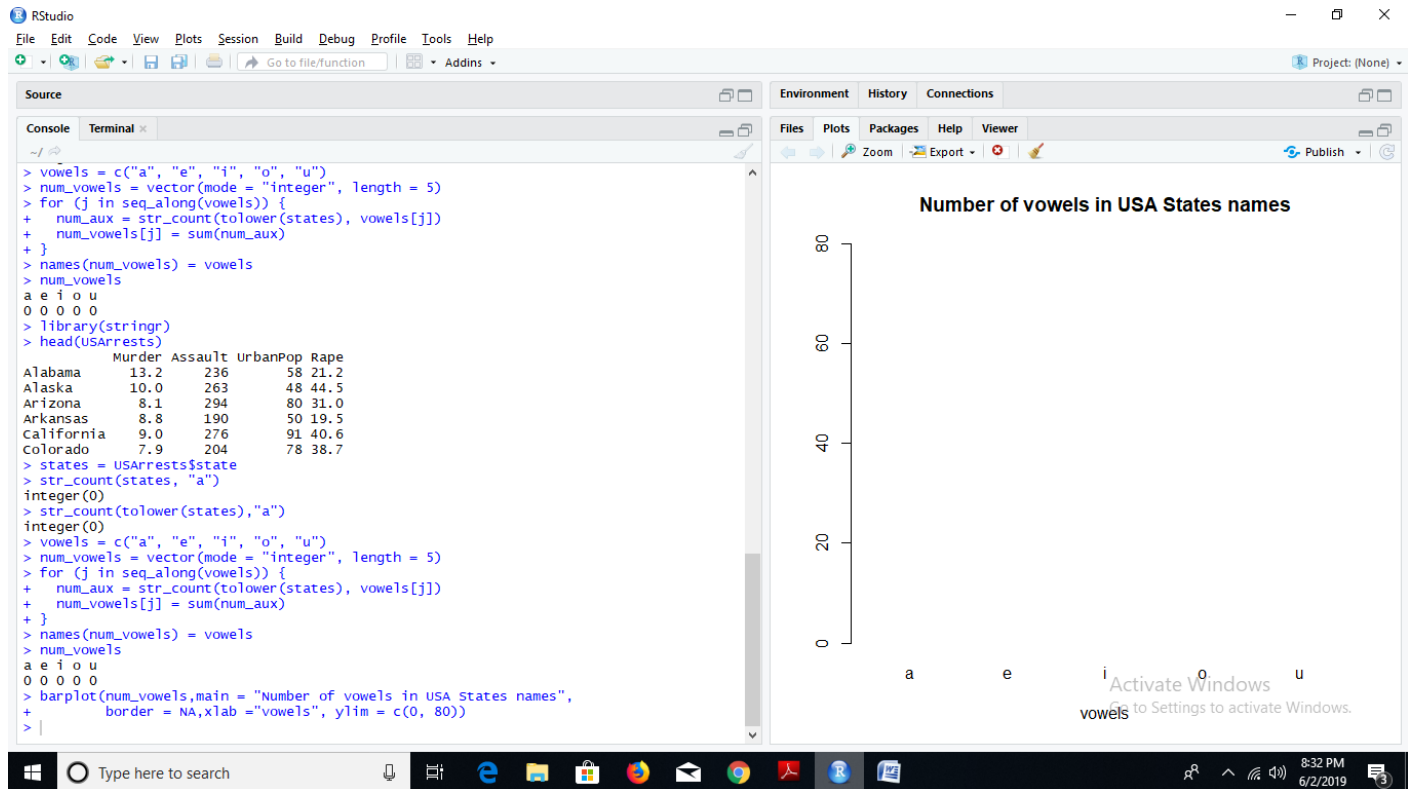 RStudio
File Edit Code View Plots Session Build Debug Profile Tools Help
Go to file/function Addins Project: (None)
Source
Console Terminal
~/
> vowels = c("a", "e", "i", "o", "u")
> num_vowels = vector(mode = "integer", length = 5)
> for (j in seq_along(vowels)) {
+   num_aux = str_count(tolower(states), vowels[j])
+   num_vowels[j] = sum(num_aux)
+ }
> names(num_vowels) = vowels
> num_vowels
a e i o u
0 0 0 0 0
> library(stringr)
> head(USArrests)
Murder Assault UrbanPop Rape
Alabama 13.2 236 58 21.2
Alaska 10.0 263 48 44.5
Arizona 8.1 294 80 31.0
Arkansas 8.8 190 50 19.5
California 9.0 276 91 40.6
Colorado 7.9 204 78 38.7
> states = USArrests$state
> str_count(states, "a")
integer(0)
> str_count(tolower(states),"a")
integer(0)
> vowels = c("a", "e", "i", "o", "u")
> num_vowels = vector(mode = "integer", length = 5)
> for (j in seq_along(vowels)) {
+   num_aux = str_count(tolower(states), vowels[j])
+   num_vowels[j] = sum(num_aux)
+ }
> names(num_vowels) = vowels
> num_vowels
a e i o u
0 0 0 0 0
> barplot(num_vowels,main = "Number of vowels in USA States names",
+         border = NA,xlab ="vowels", ylim = c(0, 80))
>
Environment History Connections
Files Plots Packages Help Viewer
Zoom Export Publish
Number of vowels in USA States names
80
60
40
20
0
a e i o u
vowels
Activate Windows
Go to Settings to activate Windows.
Type here to search
8:32 PM
6/2/2019
3